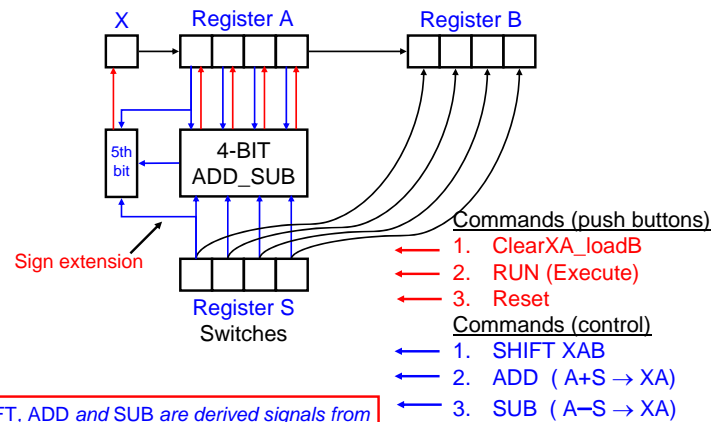 X
Register A
Register B
5th
bit
4-BIT
ADD_SUB
Sign extension
Register S
Switches
Commands (push buttons)
1. ClearXA_loadB
2. RUN (Execute)
3. Reset
Commands (control)
1. SHIFT XAB
2. ADD ( A+S → XA)
3. SUB ( A—S → XA)
FT, ADD and SUB are derived signals from